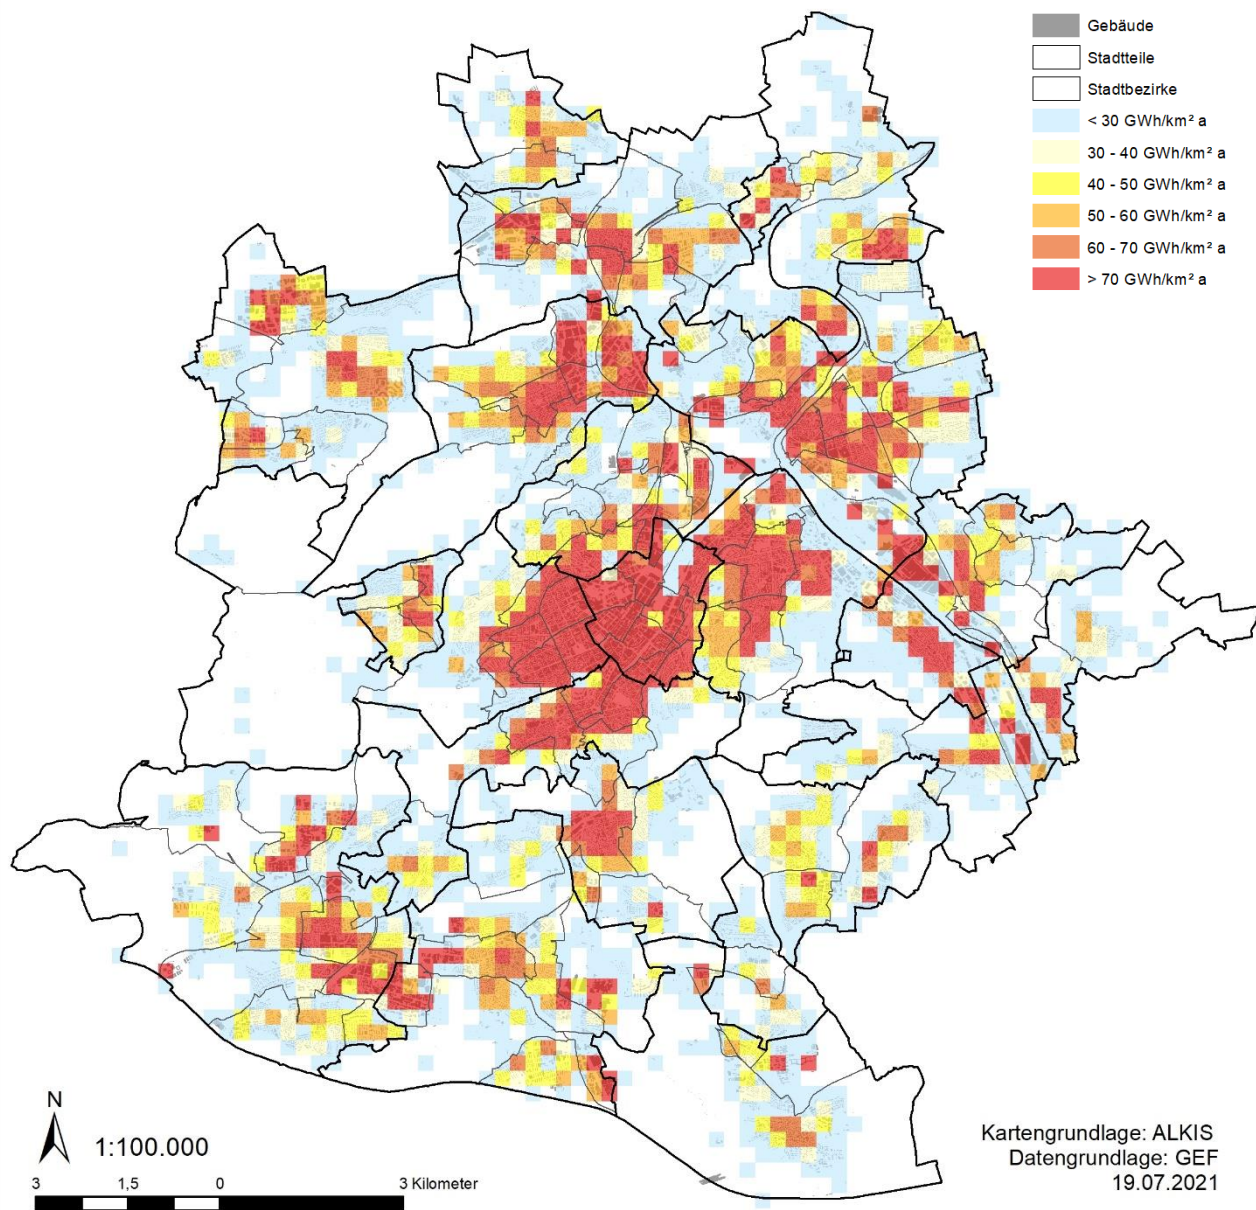 Gebäude
Stadtteile
Stadtbezirke
< 30 GWh/km² a
30 - 40 GWh/km² a
40 - 50 GWh/km² a
50 - 60 GWh/km² a
60 - 70 GWh/km² a
> 70 GWh/km² a
N
1:100.000
3 1,5 0 3 Kilometer
Kartengrundlage: ALKIS
Datengrundlage: GEF
19.07.2021